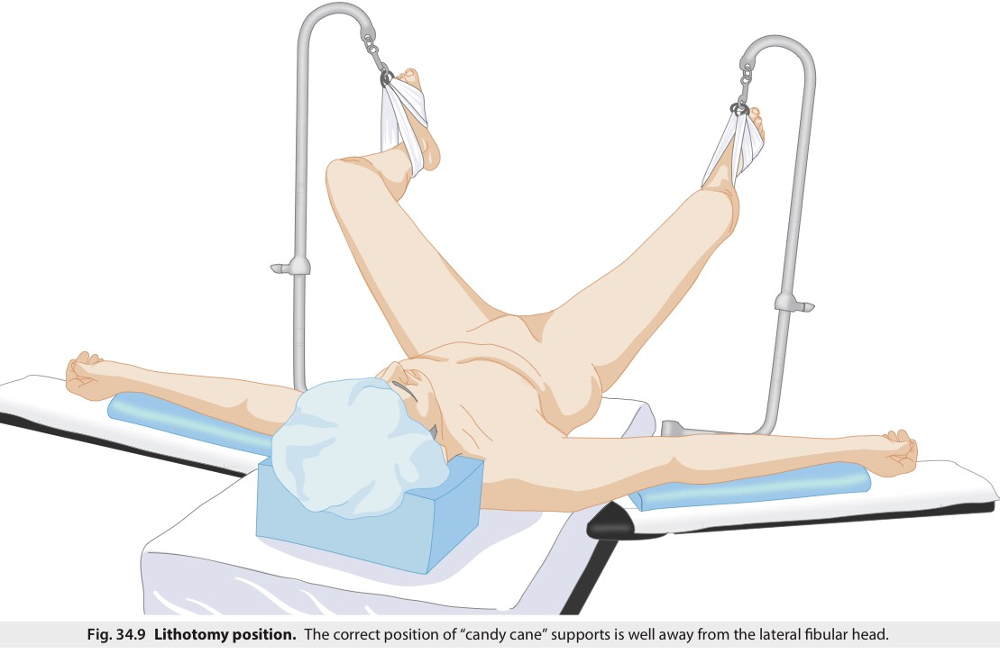 Fig. 34.9 Lithotomy position. The correct position of “candy cane” supports is well away from the lateral fibular head.